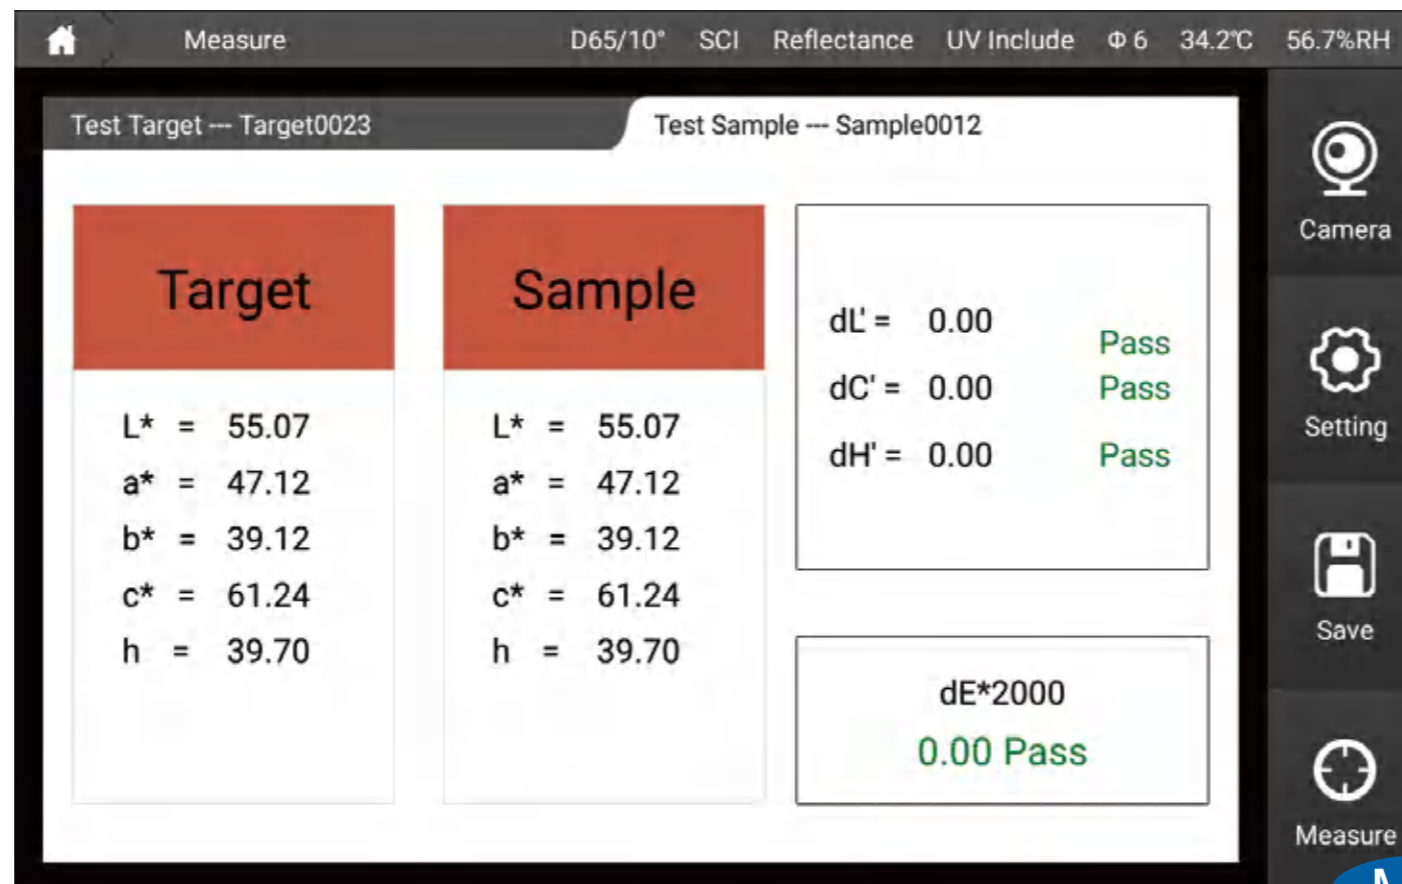 Measure D65/10° SCI Reflectance UV Include Φ 6 34.2℃ 56.7%RH
Test Target --- Target0023
Test Sample --- Sample0012
Target
L* = 55.07
a* = 47.12
b* = 39.12
c* = 61.24
h = 39.70
Sample
L* = 55.07
a* = 47.12
b* = 39.12
c* = 61.24
h = 39.70
dL' = 0.00 Pass
dC' = 0.00 Pass
dH' = 0.00 Pass
dE*2000
0.00 Pass
Camera
Setting
Save
Measure